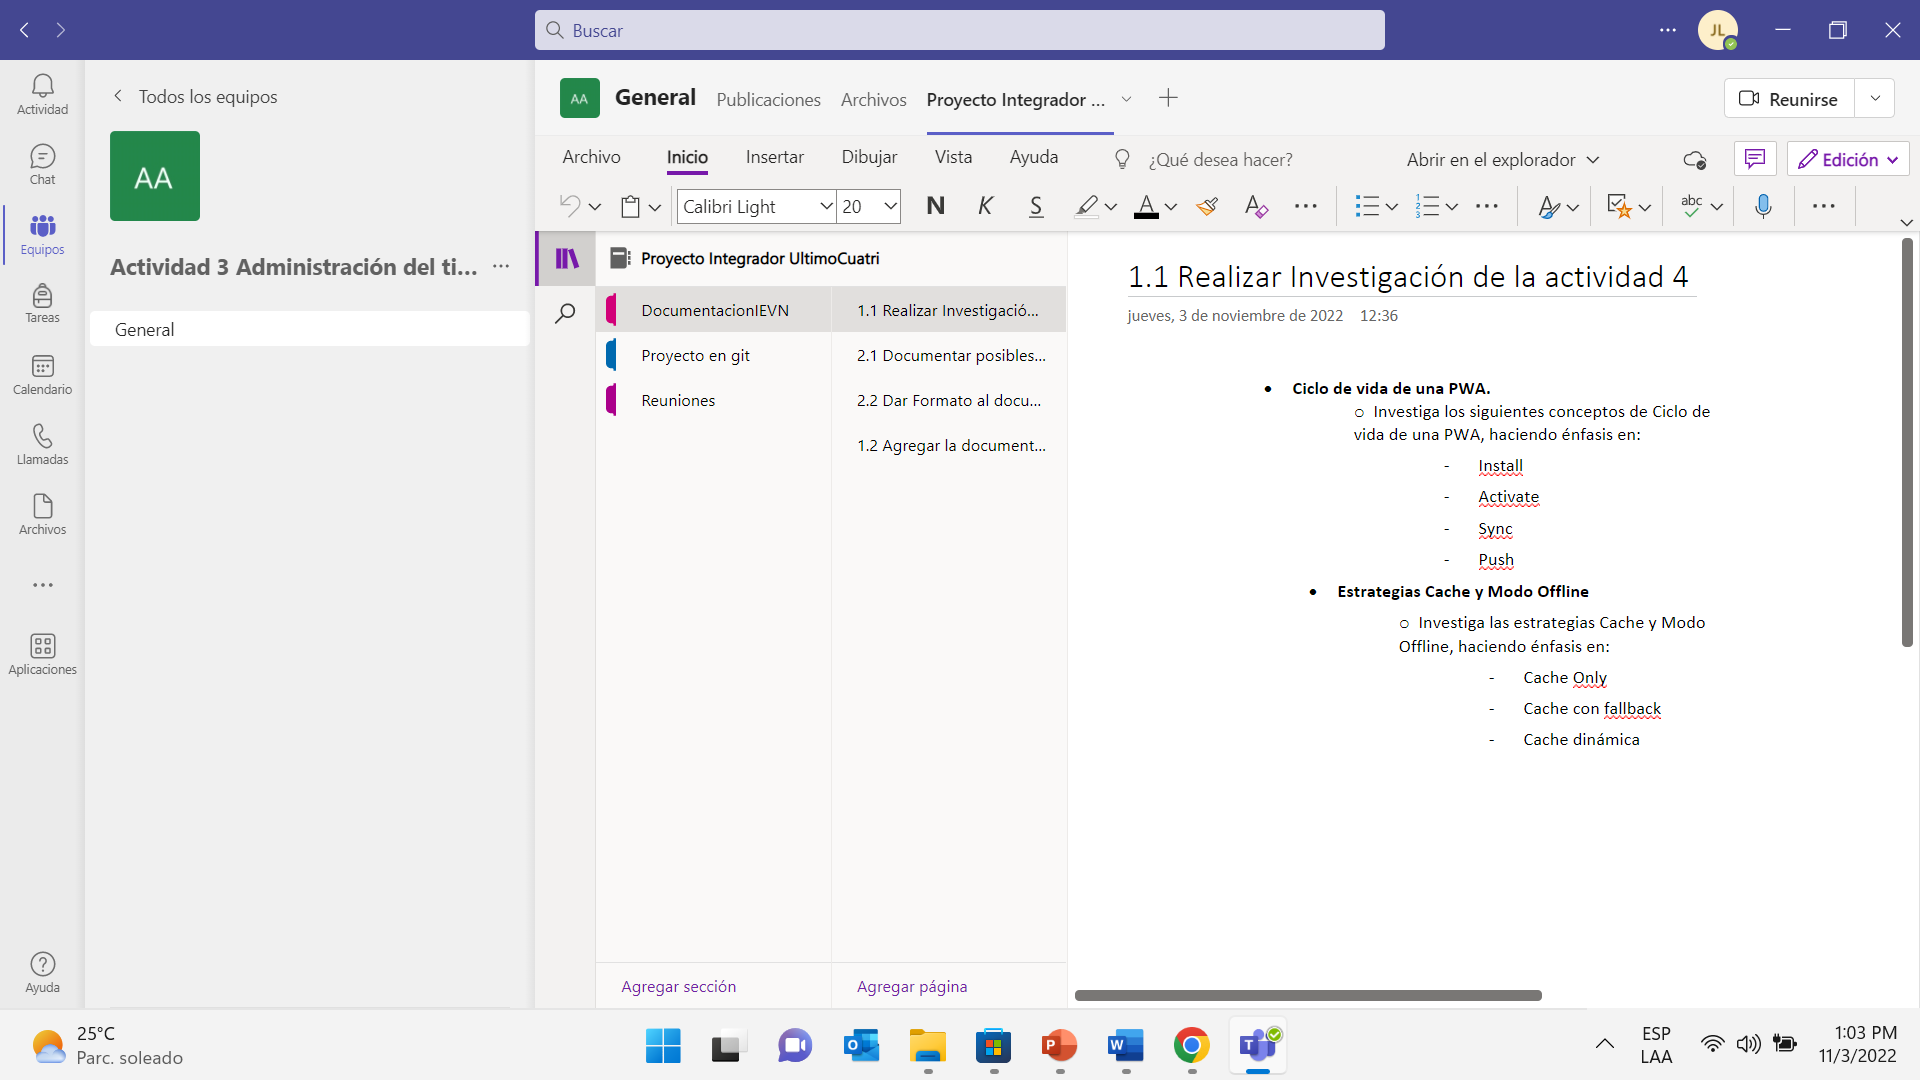 Buscar
JL
Actividad
Chat
Equipos
Tareas
Calendario
Llamadas
Archivos
Aplicaciones
Ayuda
Todos los equipos
AA
Actividad 3 Administración del ti...
General
AA
General
Publicaciones
Archivos
Proyecto Integrador ...
Reunirse
Archivo
Inicio
Insertar
Dibujar
Vista
Ayuda
¿Qué desea hacer?
Abrir en el explorador
Edición
Calibri Light
20
N
K
S
A
A
abc
Proyecto Integrador UltimoCuatri
DocumentacionIEVN
Proyecto en git
Reuniones
1.1 Realizar Investigació...
2.1 Documentar posibles...
2.2 Dar Formato al docu...
1.2 Agregar la document...
Agregar sección
Agregar página
1.1 Realizar Investigación de la actividad 4
jueves, 3 de noviembre de 2022 12:36
• Ciclo de vida de una PWA.
o Investiga los siguientes conceptos de Ciclo de
vida de una PWA, haciendo énfasis en:
- Install
- Activate
- Sync
- Push
• Estrategias Cache y Modo Offline
o Investiga las estrategias Cache y Modo
Offline, haciendo énfasis en:
- Cache Only
- Cache con fallback
- Cache dinámica
25°C
Parc. soleado
ESP
LAA
1:03 PM
11/3/2022